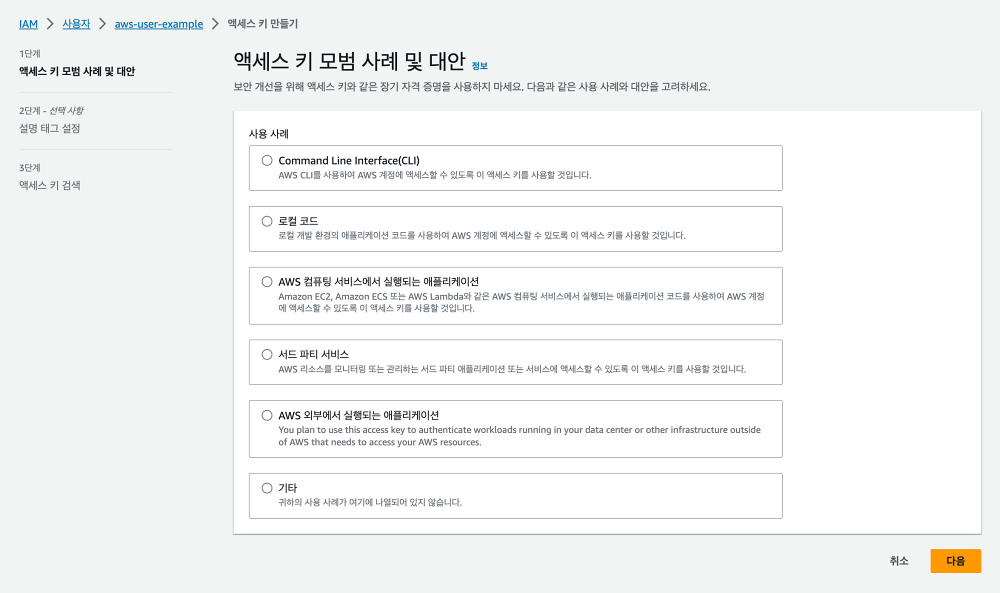 IAM > 사용자 > aws-user-example > 액세스 키 만들기
1단계
액세스 키 모범 사례 및 대안
2단계 - 선택 사항
설명 태그 설정
3단계
액세스 키 검색
액세스 키 모범 사례 및 대안 정보
보안 개선을 위해 액세스 키와 같은 장기 자격 증명을 사용하지 마세요. 다음과 같은 사용 사례와 대안을 고려하세요.
사용 사례
Command Line Interface(CLI)
AWS CLI를 사용하여 AWS 계정에 액세스할 수 있도록 이 액세스 키를 사용할 것입니다.
로컬 코드
로컬 개발 환경의 애플리케이션 코드를 사용하여 AWS 계정에 액세스할 수 있도록 이 액세스 키를 사용할 것입니다.
AWS 컴퓨팅 서비스에서 실행되는 애플리케이션
Amazon EC2, Amazon ECS 또는 AWS Lambda와 같은 AWS 컴퓨팅 서비스에서 실행되는 애플리케이션 코드를 사용하여 AWS 계정
에 액세스할 수 있도록 이 액세스 키를 사용할 것입니다.
서드 파티 서비스
AWS 리소스를 모니터링 또는 관리하는 서드 파티 애플리케이션 또는 서비스에 액세스할 수 있도록 이 액세스 키를 사용할 것입니다.
AWS 외부에서 실행되는 애플리케이션
You plan to use this access key to authenticate workloads running in your data center or other infrastructure outside
of AWS that needs to access your AWS resources.
기타
귀하의 사용 사례가 여기에 나열되어 있지 않습니다.
취소
다음